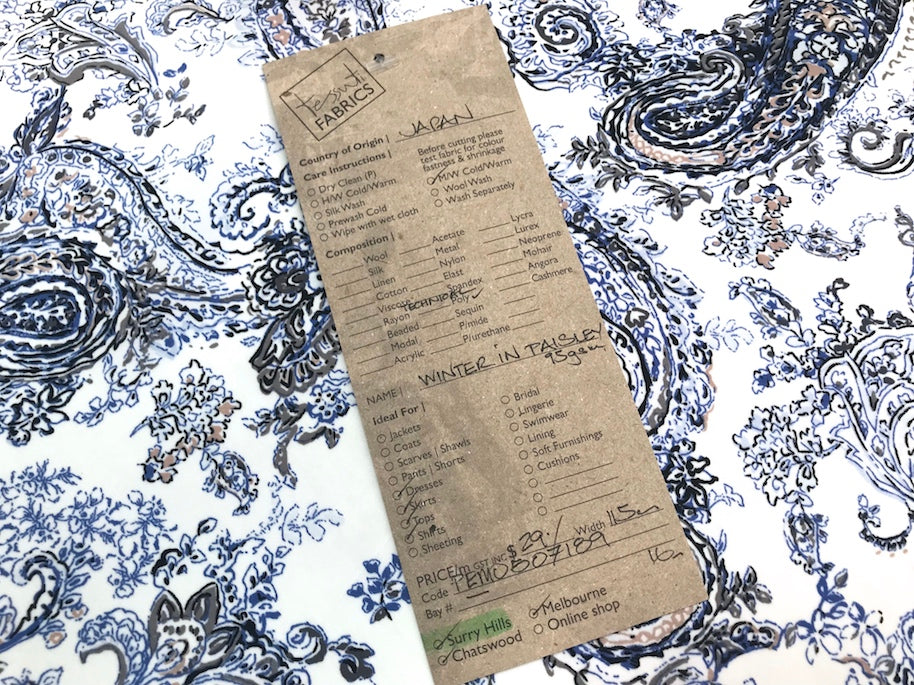 tessuti
FABRICS
Country of Origin | JAPAN
Care Instructions |
Before cutting please
test fabric for colour
fastness & shrinkage
Dry Clean (P)
H/W Cold/Warm
Silk Wash
Prewash Cold
Wipe with wet cloth
M/W Cold/Warm
Wool Wash
Wash Separately
Composition |
Wool
Silk
Linen
Cotton
Viscose
Rayon
Beaded
Modal
Acrylic
Acetate
Metal
Nylon
Elast
Spandex
Poly
Sequin
Pimide
Plurethane
Lycra
Lurex
Neoprene
Mohair
Angora
Cashmere
NAME | WINTER IN PAISLEY
95gsm
Ideal For |
Jackets
Coats
Scarves | Shawls
Pants | Shorts
Dresses
Skirts
Tops
Shirts
Sheeting
Bridal
Lingerie
Swimwear
Lining
Soft Furnishings
Cushions
PRICE/m GST INC $ 29./ Width 115cm
Code PEMO507189
Bay #
Surry Hills
Chatswood
Melbourne
Online shop